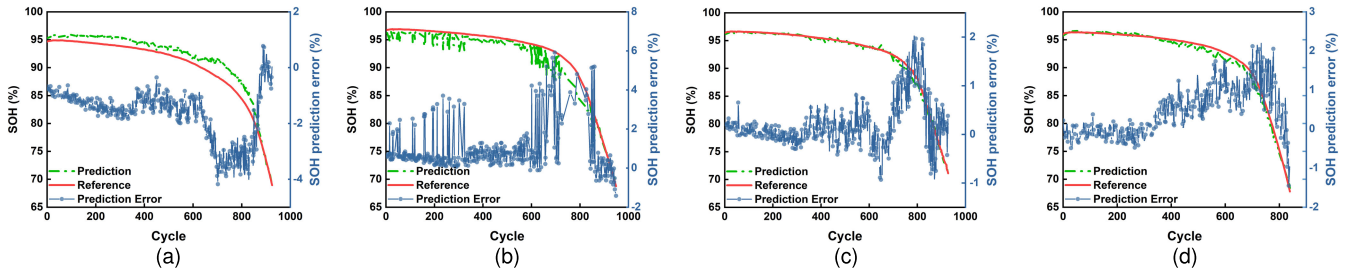 100
95
90
85
80
75
70
65
SOH (%)
2
0
-2
-4
SOH prediction error (%)
Prediction
Reference
Prediction Error
0 200 400 600 800 1000
Cycle
(a)
100
95
90
85
80
75
70
65
SOH (%)
8
6
4
2
0
-2
SOH prediction error (%)
Prediction
Reference
Prediction Error
0 200 400 600 800 1000
Cycle
(b)
100
95
90
85
80
75
70
65
SOH (%)
2
1
0
-1
SOH prediction error (%)
Prediction
Reference
Prediction Error
0 200 400 600 800 1000
Cycle
(c)
100
95
90
85
80
75
70
65
SOH (%)
3
2
2
1
0
-1
-1
-2
SOH prediction error (%)
Prediction
Reference
Prediction Error
0 200 400 600 800
Cycle
(d)